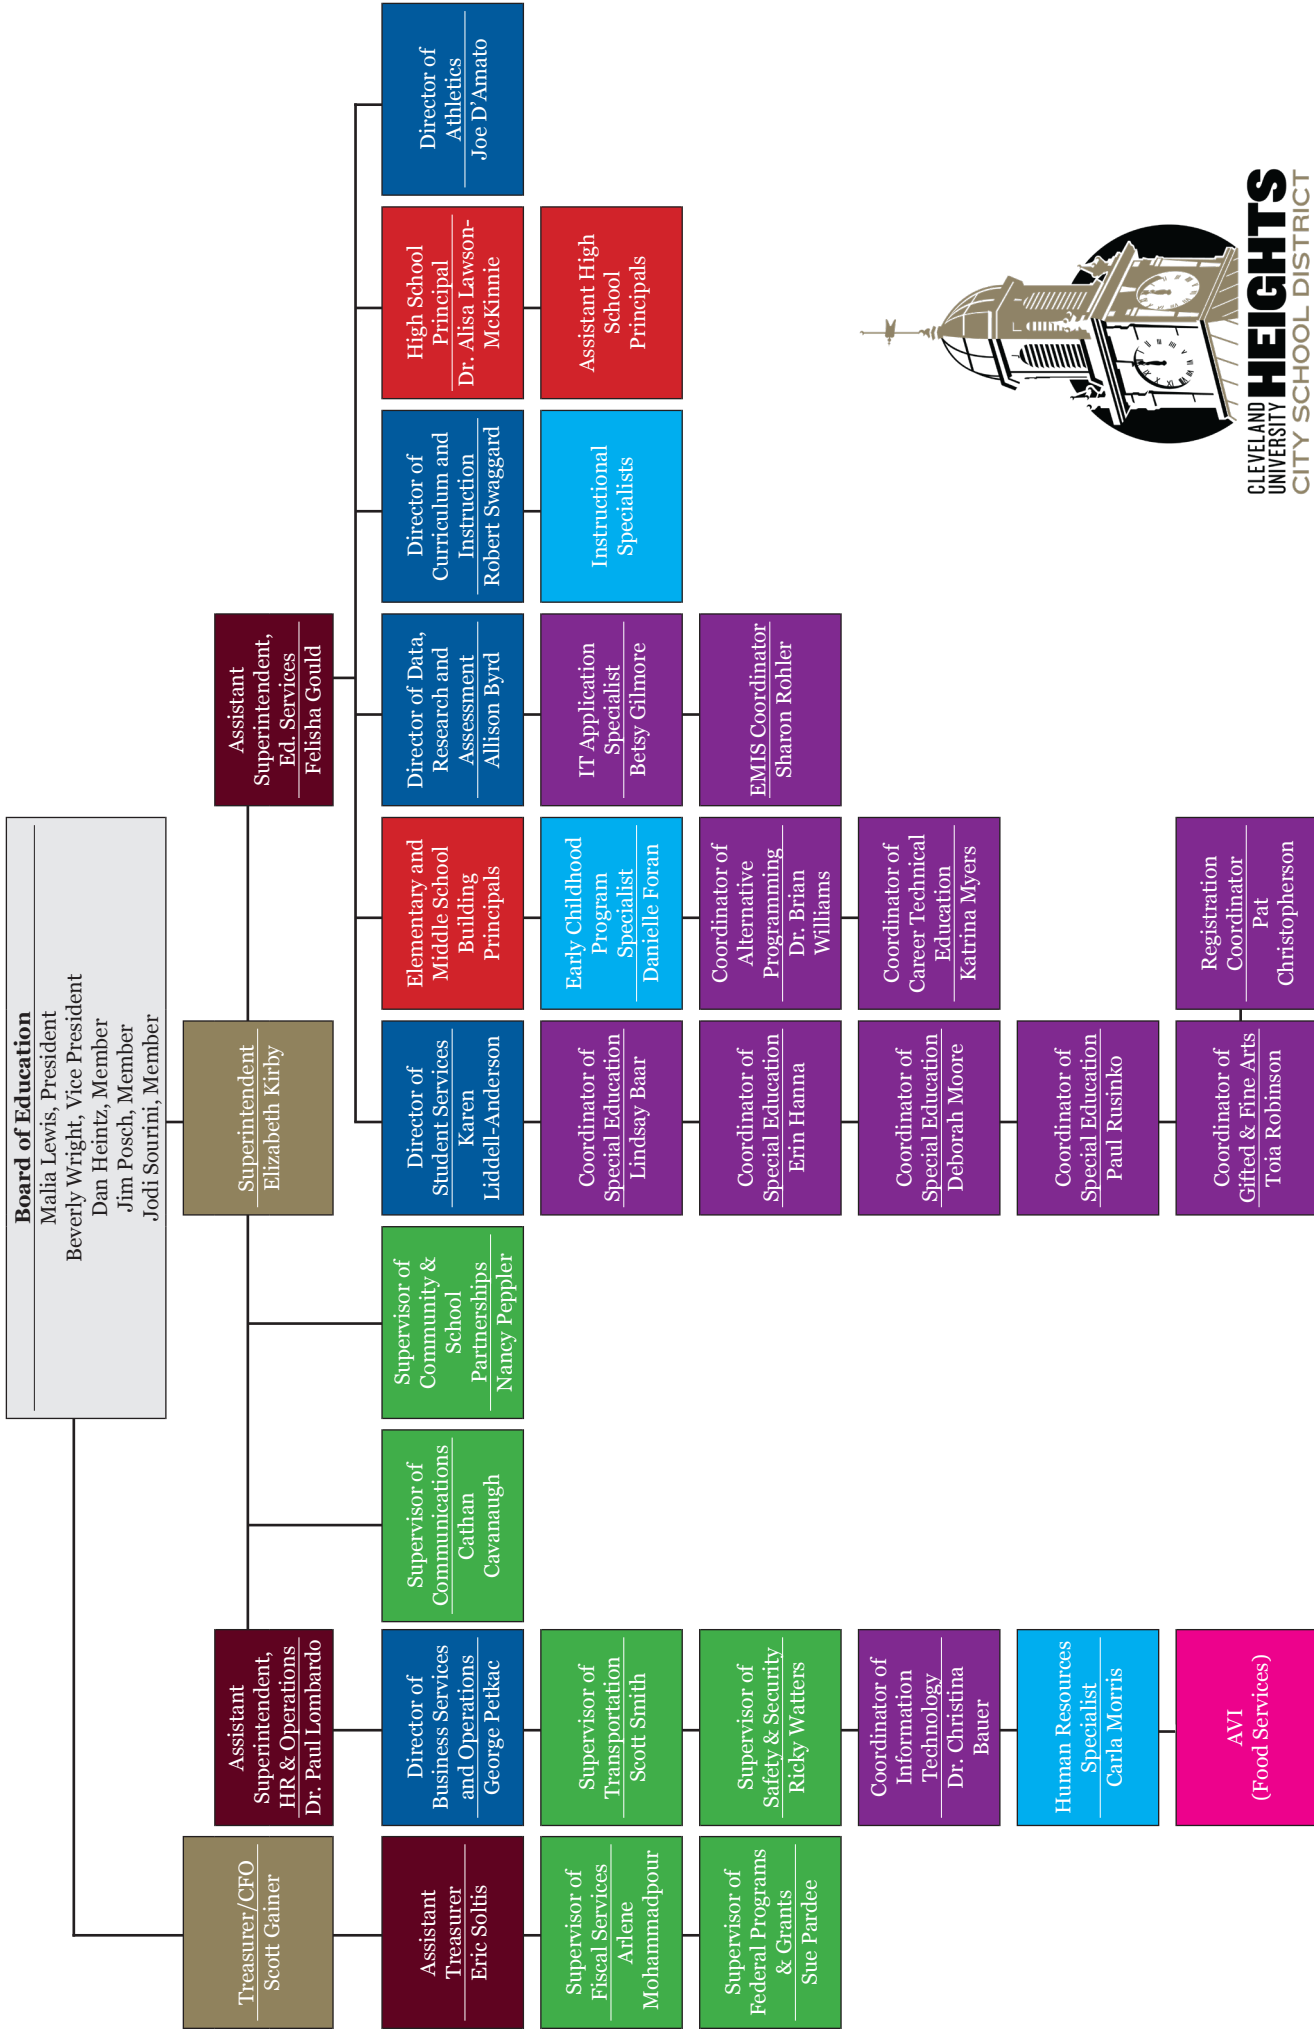 Board of Education
Malia Lewis, President
Beverly Wright, Vice President
Dan Heintz, Member
Jim Posch, Member
Jodi Sourini, Member
Treasurer/CFO
Scott Gainer
Superintendent
Elizabeth Kirby
Assistant
Superintendent,
HR & Operations
Dr. Paul Lombardo
Assistant
Superintendent,
Ed. Services
Felisha Gould
Assistant
Treasurer
Eric Soltis
Director of
Business Services
and Operations
George Petkac
Supervisor of
Communications
Cathan
Cavanaugh
Supervisor of
Community &
School
Partnerships
Nancy Peppler
Director of
Student Services
Karen
Liddell-Anderson
Elementary and
Middle School
Building
Principals
Director of Data,
Research and
Assessment
Allison Byrd
Director of
Curriculum and
Instruction
Robert Swaggard
High School
Principal
Dr. Alisa Lawson-
McKinnie
Director of
Athletics
Joe D’Amato
Supervisor of
Fiscal Services
Arlene
Mohammadpour
Supervisor of
Transportation
Scott Smith
Coordinator of
Special Education
Lindsay Baar
Early Childhood
Program
Specialist
Danielle Foran
IT Application
Specialist
Betsy Gilmore
Instructional
Specialists
Assistant High
School
Principals
Supervisor of
Federal Programs
& Grants
Sue Pardee
Supervisor of
Safety & Security
Ricky Watters
Coordinator of
Special Education
Erin Hanna
Coordinator of
Alternative
Programming
Dr. Brian
Williams
EMIS Coordinator
Sharon Rohler
Coordinator of
Information
Technology
Dr. Christina
Bauer
Coordinator of
Special Education
Deborah Moore
Coordinator of
Career Technical
Education
Katrina Myers
Human Resources
Specialist
Carla Morris
Coordinator of
Special Education
Paul Rusinko
AVI
(Food Services)
Coordinator of
Gifted & Fine Arts
Toia Robinson
Registration
Coordinator
Pat
Christopherson
CLEVELAND
UNIVERSITY
HEIGHTS
CITY SCHOOL DISTRICT